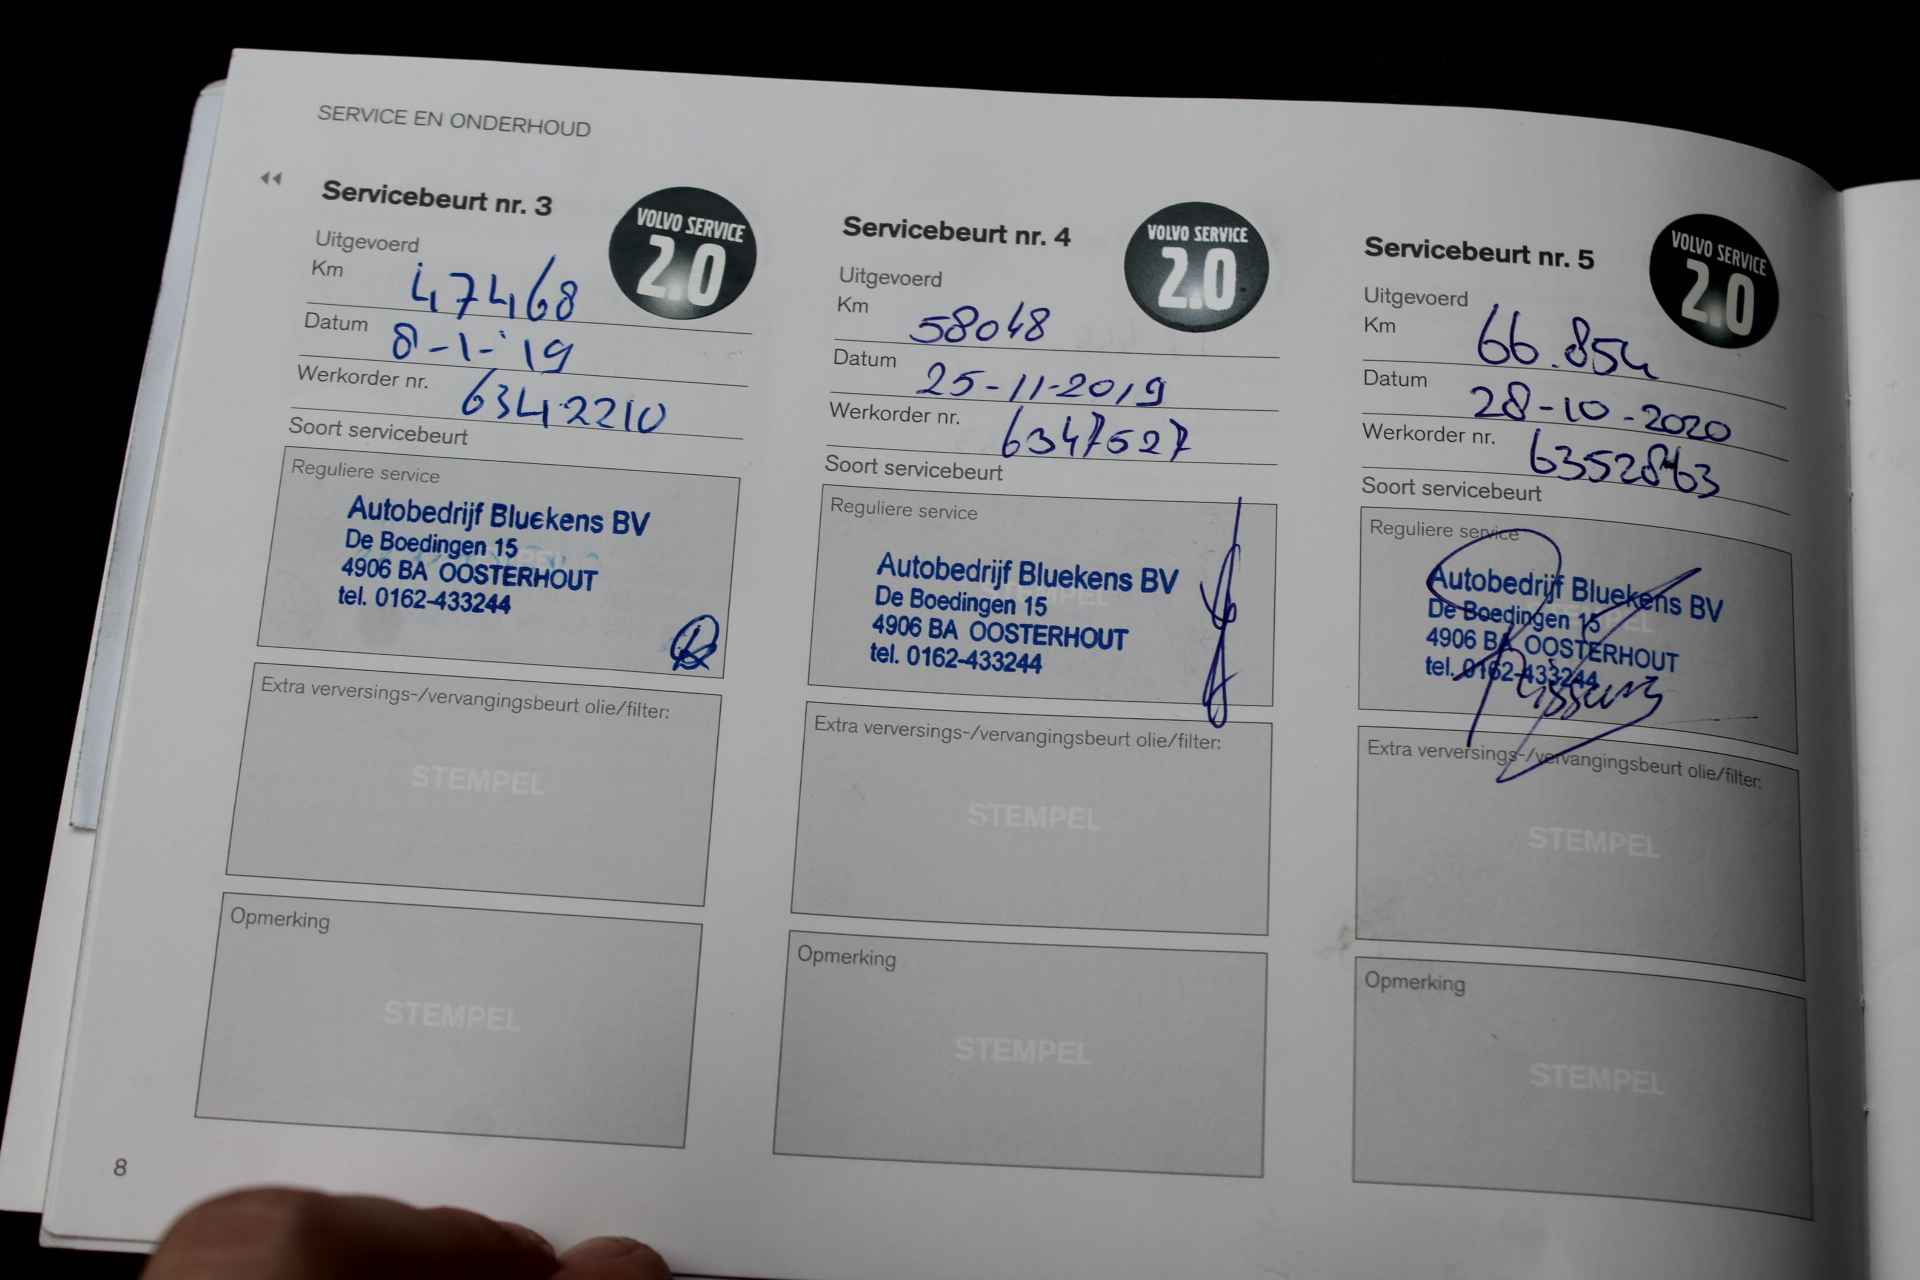 SERVICE EN ONDERHOUD
Servicebeurt nr. 3
VOLVO SERVICE
2.0
Uitgevoerd
Km 47468
Datum 8-1-'19
Werkorder nr. 6342210
Soort servicebeurt
Reguliere service
Autobedrijf Bluekens BV
De Boedingen 15
4906 BA OOSTERHOUT
tel. 0162-433244
Extra verversings-/vervangingsbeurt olie/filter:
STEMPEL
Opmerking
STEMPEL
Servicebeurt nr. 4
VOLVO SERVICE
2.0
Uitgevoerd
Km 58048
Datum 25-11-2019
Werkorder nr. 6347527
Soort servicebeurt
Reguliere service
Autobedrijf Bluekens BV
De Boedingen 15
4906 BA OOSTERHOUT
tel. 0162-433244
Extra verversings-/vervangingsbeurt olie/filter:
STEMPEL
Opmerking
STEMPEL
Servicebeurt nr. 5
VOLVO SERVICE
2.0
Uitgevoerd
Km 66.854
Datum 28-10-2020
Werkorder nr. 6352863
Soort servicebeurt
Reguliere service
Autobedrijf Bluekens BV
De Boedingen 15
4906 BA OOSTERHOUT
tel. 0162-433244
Extra verversings-/vervangingsbeurt olie/filter:
STEMPEL
Opmerking
STEMPEL
8